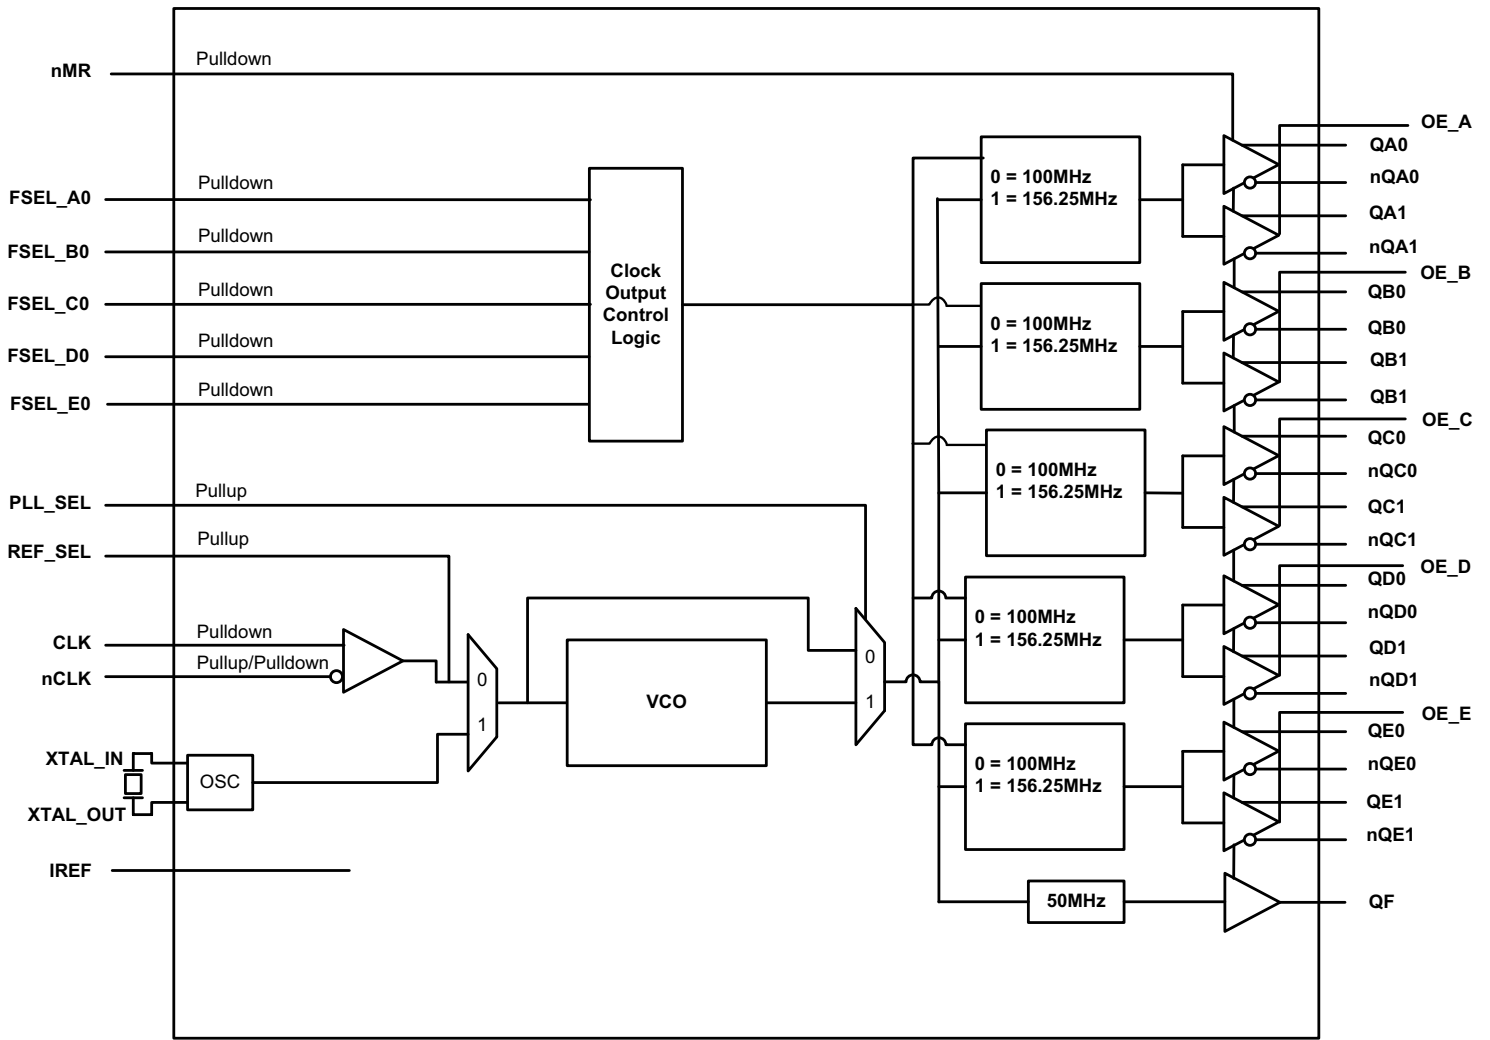 nMR
Pulldown
FSEL_A0
Pulldown
FSEL_B0
Pulldown
FSEL_C0
Pulldown
FSEL_D0
Pulldown
FSEL_E0
Pulldown
Clock
Output
Control
Logic
PLL_SEL
Pullup
REF_SEL
Pullup
CLK
Pulldown
nCLK
Pullup/Pulldown
0
1
VCO
0
1
XTAL_IN
OSC
XTAL_OUT
IREF
0 = 100MHz
1 = 156.25MHz
0 = 100MHz
1 = 156.25MHz
0 = 100MHz
1 = 156.25MHz
0 = 100MHz
1 = 156.25MHz
0 = 100MHz
1 = 156.25MHz
50MHz
OE_A
QA0
nQA0
QA1
nQA1
OE_B
QB0
QB0
QB1
QB1
OE_C
QC0
nQC0
QC1
nQC1
OE_D
QD0
nQD0
QD1
nQD1
OE_E
QE0
nQE0
QE1
nQE1
QF